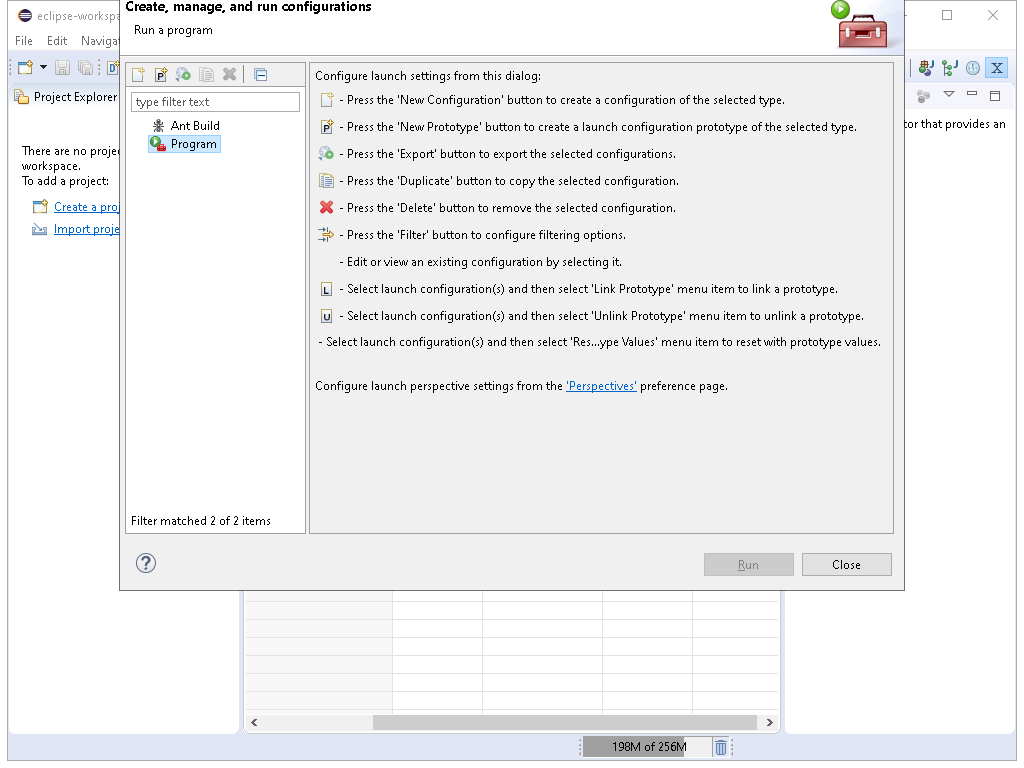 Create, manage, and run configurations
Run a program
eclipse-workspa
File Edit Naviga
Project Explorer
There are no proje
workspace.
To add a project:
Create a proj
Import proje
type filter text
Ant Build
Program
Filter matched 2 of 2 items
Configure launch settings from this dialog:
- Press the 'New Configuration' button to create a configuration of the selected type.
- Press the 'New Prototype' button to create a launch configuration prototype of the selected type.
- Press the 'Export' button to export the selected configurations.
- Press the 'Duplicate' button to copy the selected configuration.
- Press the 'Delete' button to remove the selected configuration.
- Press the 'Filter' button to configure filtering options.
- Edit or view an existing configuration by selecting it.
L - Select launch configuration(s) and then select 'Link Prototype' menu item to link a prototype.
U - Select launch configuration(s) and then select 'Unlink Prototype' menu item to unlink a prototype.
- Select launch configuration(s) and then select 'Res...ype Values' menu item to reset with prototype values.
Configure launch perspective settings from the 'Perspectives' preference page.
tor that provides an
Run
Close
198M of 256M